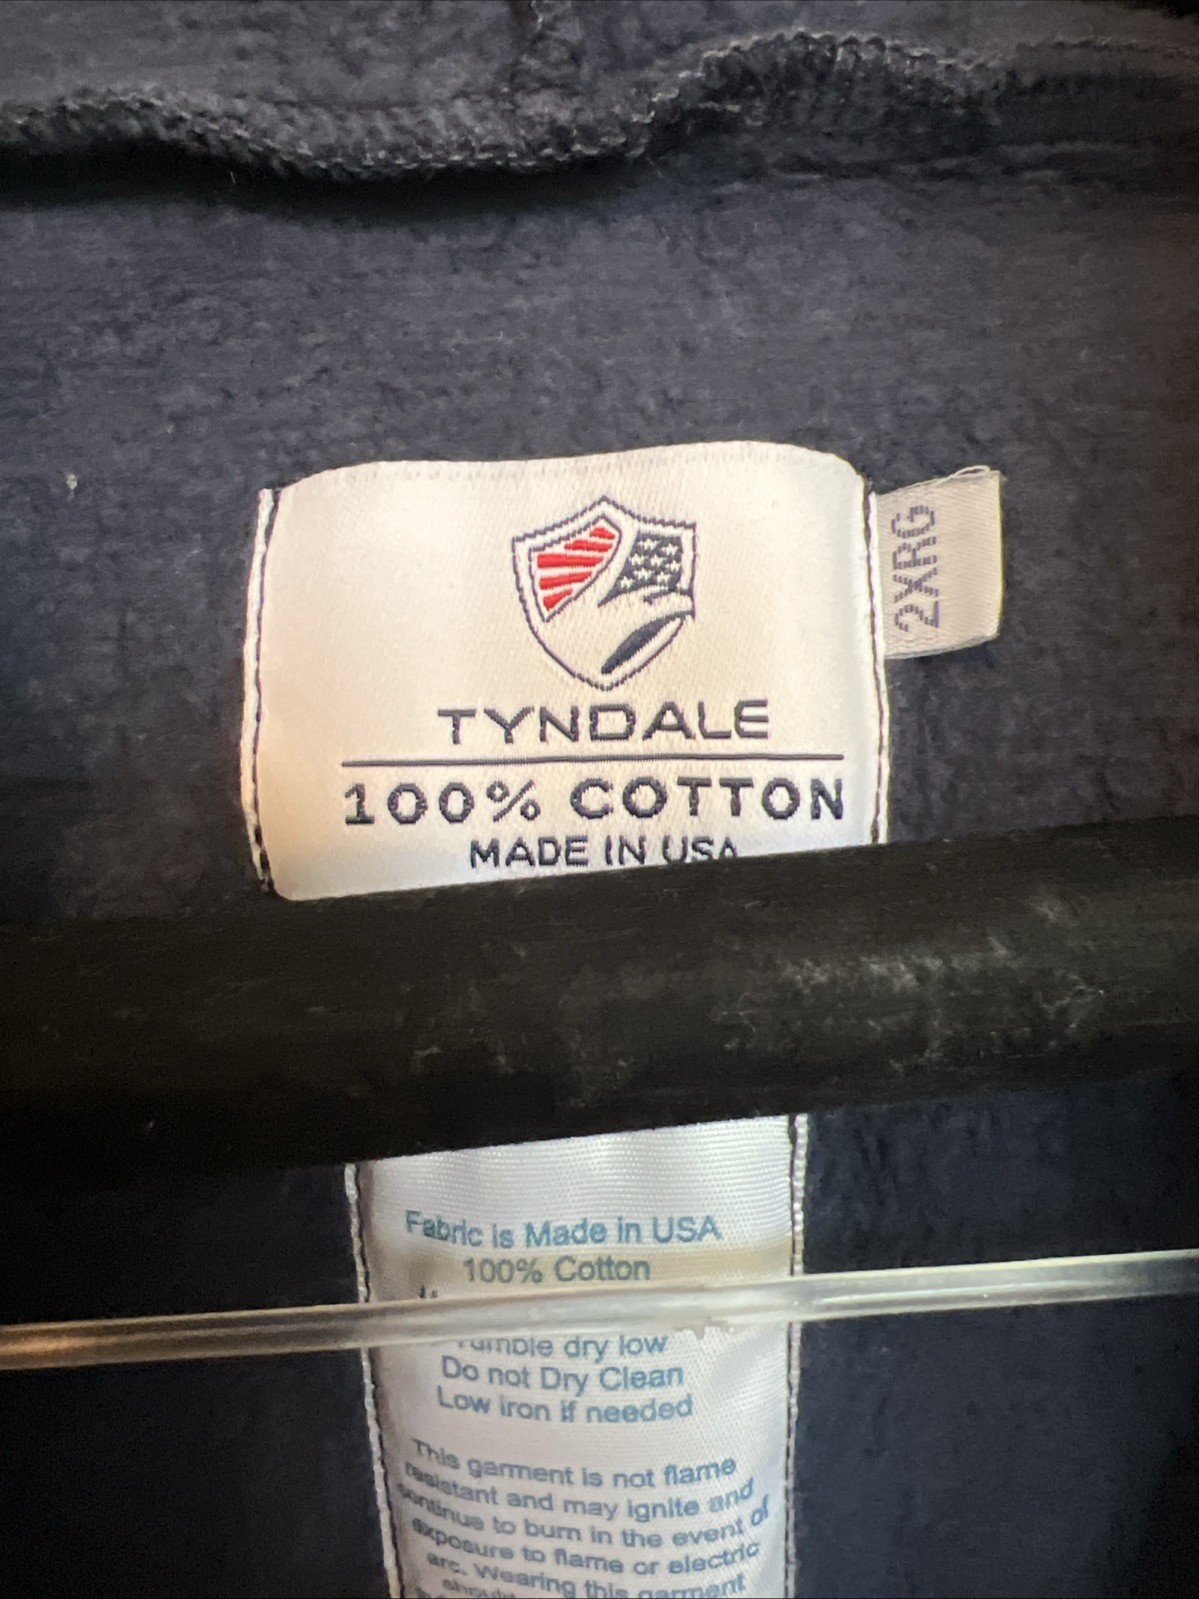 TYNDALE
100% COTTON
MADE IN USA
2XRG
Fabric is Made in USA
100% Cotton
dry low
Do not Dry Clean
Low iron if needed
This garment is not flame
resistant and may ignite and
continue to burn in the event of
exposure to flame or electric
arc. Wearing this garment